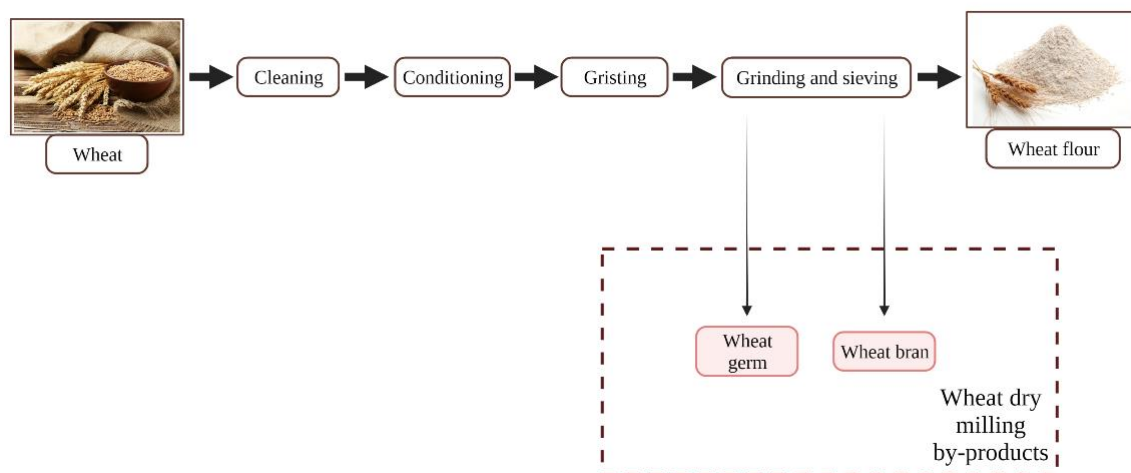 Cleaning
Conditioning
Gristing
Grinding and sieving
Wheat
Wheat flour
Wheat
germ
Wheat bran
Wheat dry
milling
by-products